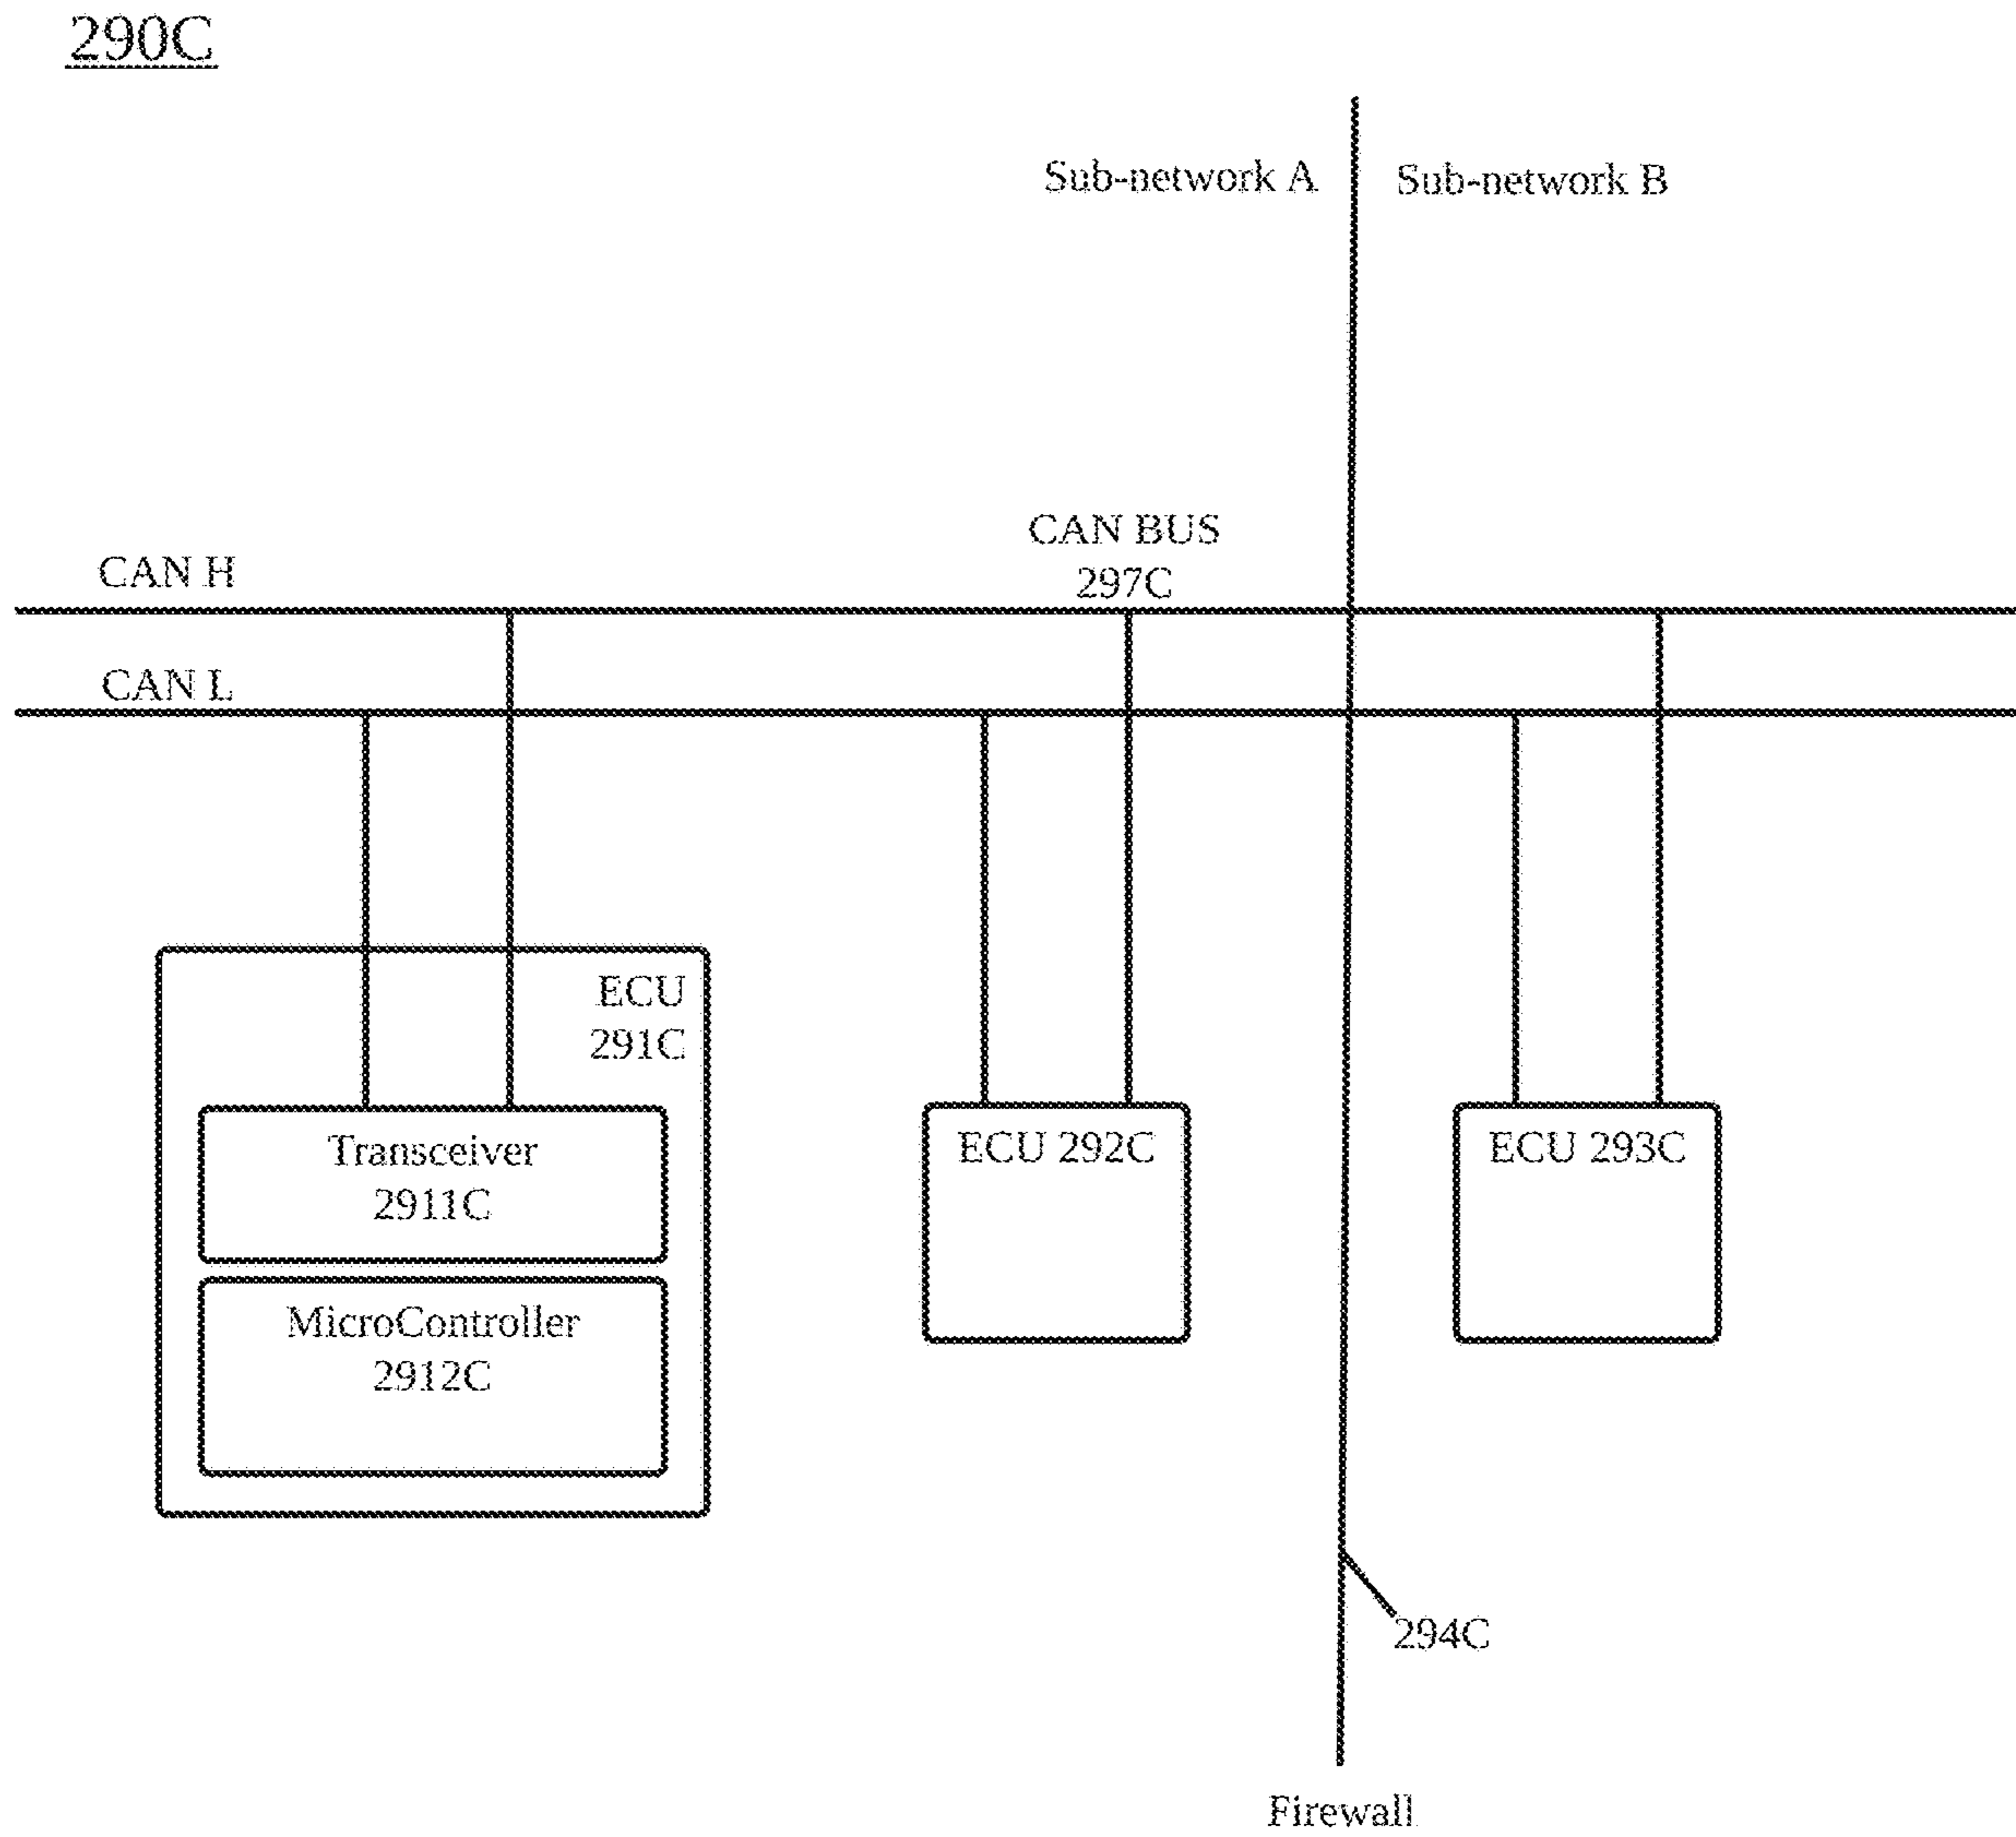 290C
Sub-network A
Sub-network B
CAN BUS
297C
CAN H
CAN L
ECU
291C
Transceiver
2911C
MicroController
2912C
ECU 292C
ECU 293C
294C
Firewall